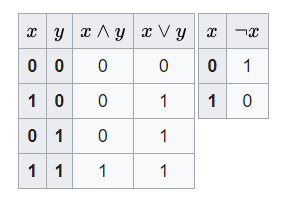 x y x ∧ y x ∨ y x ¬x
0 0 0 0 0 1
1 0 0 1 1 0
0 1 0 1
1 1 1 1